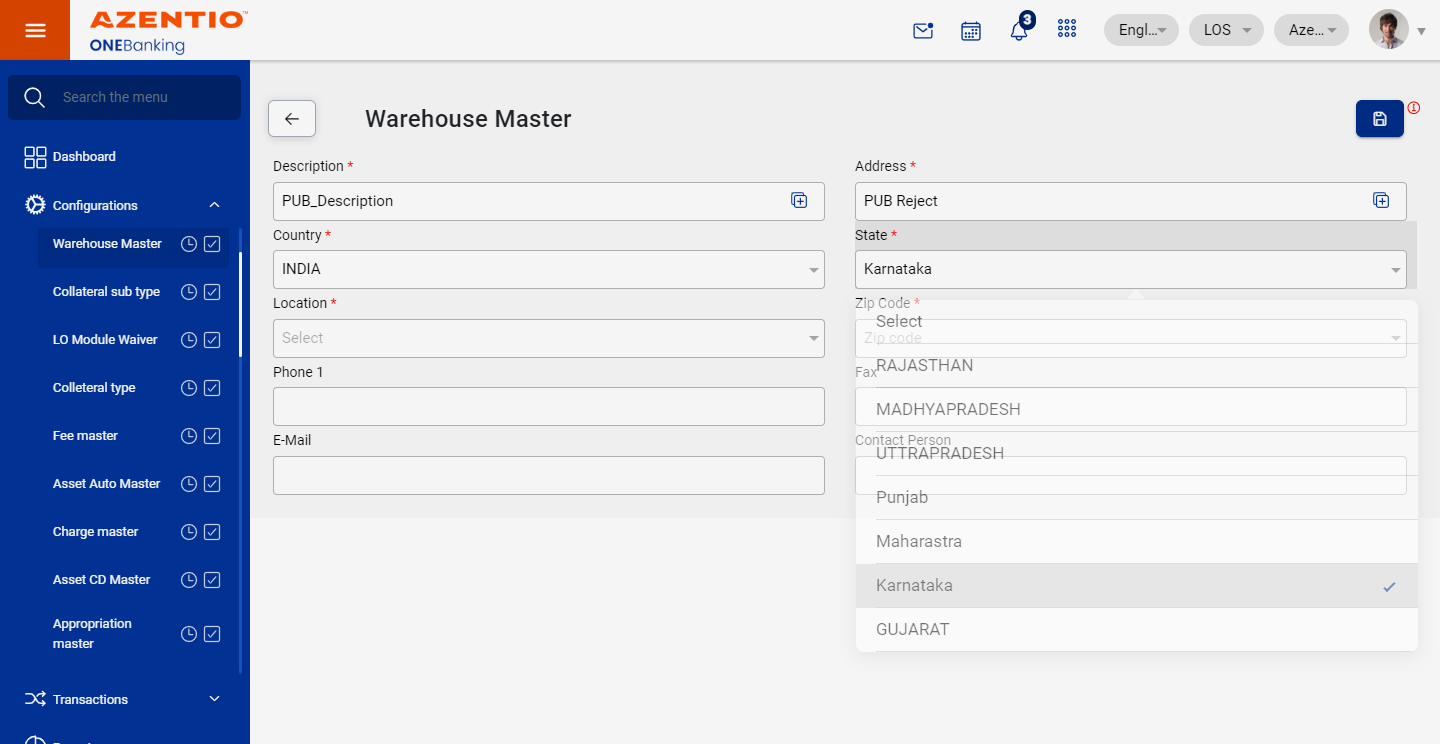 AZENTIO™
ONEBanking
3
Engl...
LOS
Aze...
Search the menu
Dashboard
Configurations
Warehouse Master
Collateral sub type
LO Module Waiver
Colleteral type
Fee master
Asset Auto Master
Charge master
Asset CD Master
Appropriation
master
Transactions
Warehouse Master
Description *
PUB_Description
Address *
PUB Reject
Country *
INDIA
State *
Karnataka
Location *
Select
Zip Code *
Zip code
Phone 1
Fax
E-Mail
Contact Person
Select
RAJASTHAN
MADHYAPRADESH
UTTRAPRADESH
Punjab
Maharastra
Karnataka
GUJARAT